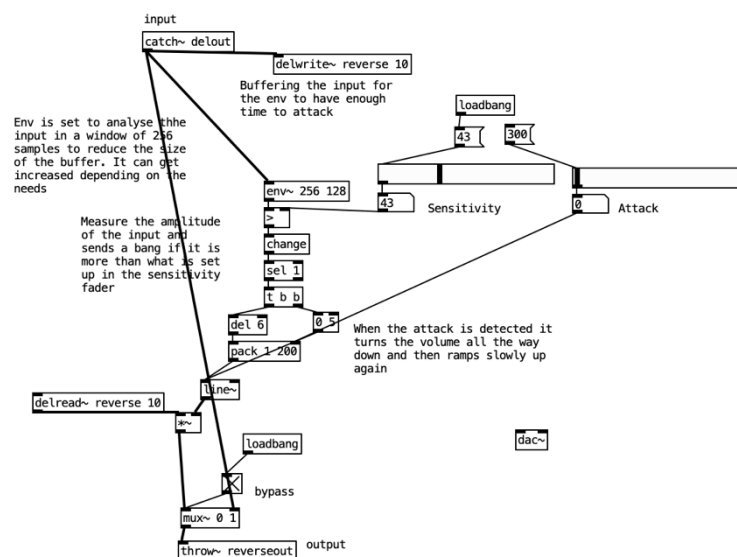 input
catch~ delout
delwrite~ reverse 10
Buffering the input for
the env to have enough
time to attack
loadbang
43
300
Env is set to analyse thhe
input in a window of 256
samples to reduce the size
of the buffer. It can get
increased depending on the
needs
env~ 256 128
43
Sensitivity
0
Attack
>
Measure the amplitude
of the input and
sends a bang if it is
more than what is set
up in the sensitivity
fader
change
sel 1
t b b
del 6
0 5
When the attack is detected it
turns the volume all the way
down and then ramps slowly up
again
pack 1 200
line~
delread~ reverse 10
*~
loadbang
dac~
bypass
mux~ 0 1
throw~ reverseout
output